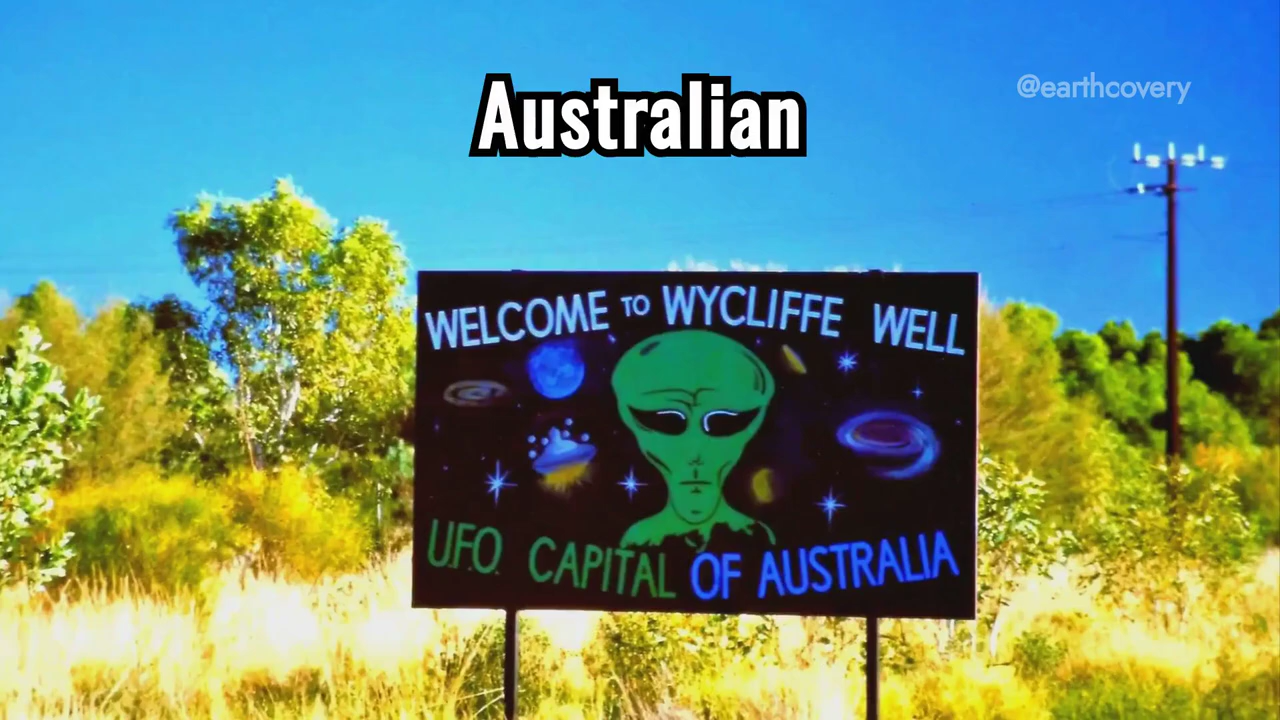 Australian
@earthcovery
WELCOME TO WYCLIFFE WELL
U.F.O. CAPITAL OF AUSTRALIA